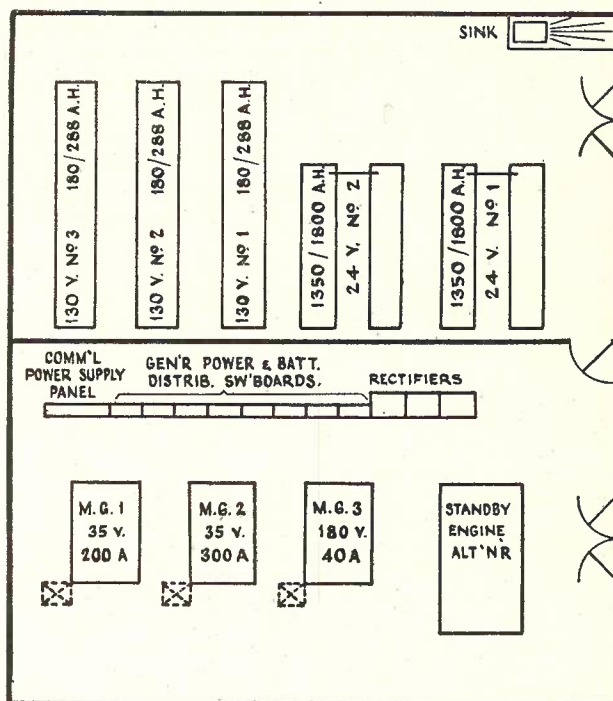 SINK
130 V. Nº 3 180/288 A.H.
130 V. Nº 2 180/288 A.H.
130 V. Nº 1 180/288 A.H.
1350/1800 A.H.
24 V. Nº 2
1350/1800 A.H.
24 V. Nº 1
COMM'L
POWER SUPPLY
PANEL
GEN'R POWER & BATT.
DISTRIB. SW'BOARDS.
RECTIFIERS
M.G. 1
35 V.
200 A
M.G. 2
35 V.
300 A
M.G. 3
180 V.
40 A
STANDBY
ENGINE
ALT'N'R